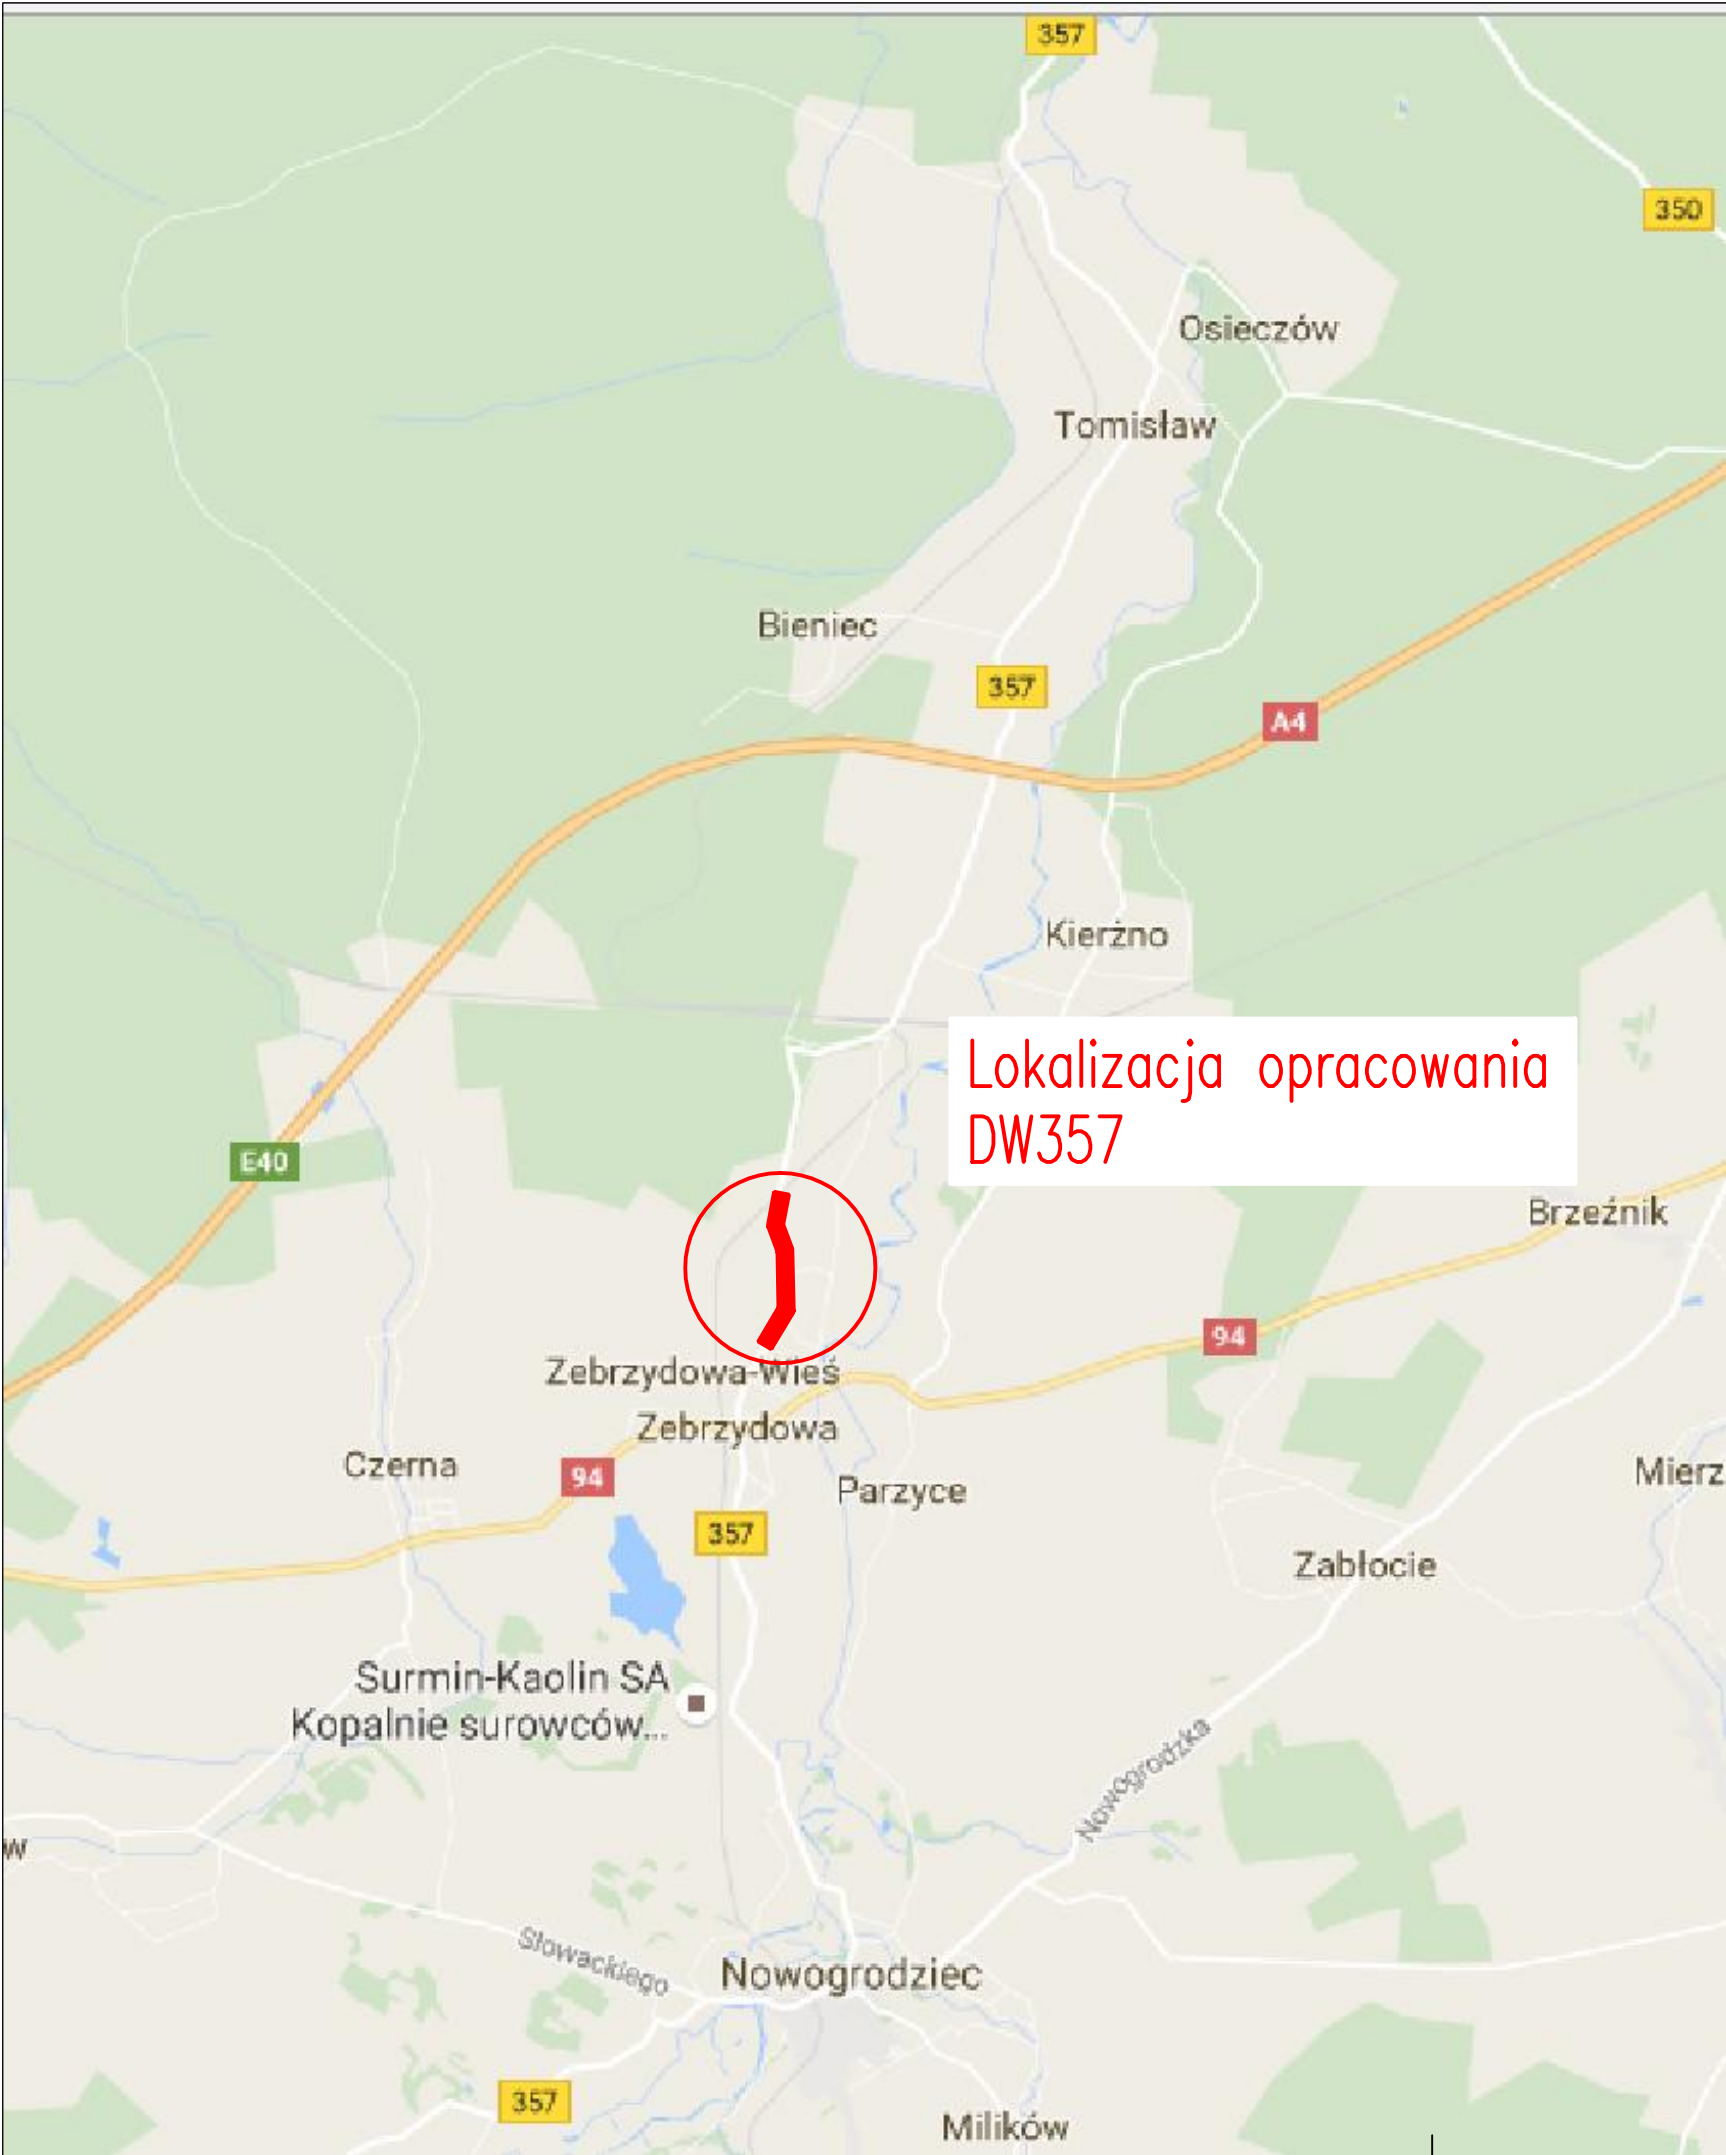 357
350
Osieczów
Tomisław
Bieniec
357
A4
Kierżno
Lokalizacja opracowania
DW357
E40
Brzeźnik
94
Zebrzydowa-Wieś
Zebrzydowa
Czerna
94
Parzyce
Mierz
357
Zabłocie
Surmin-Kaolin SA
Kopalnie surowców...
Nowogrodzka
w
Słowackiego
Nowogrodziec
357
Milików